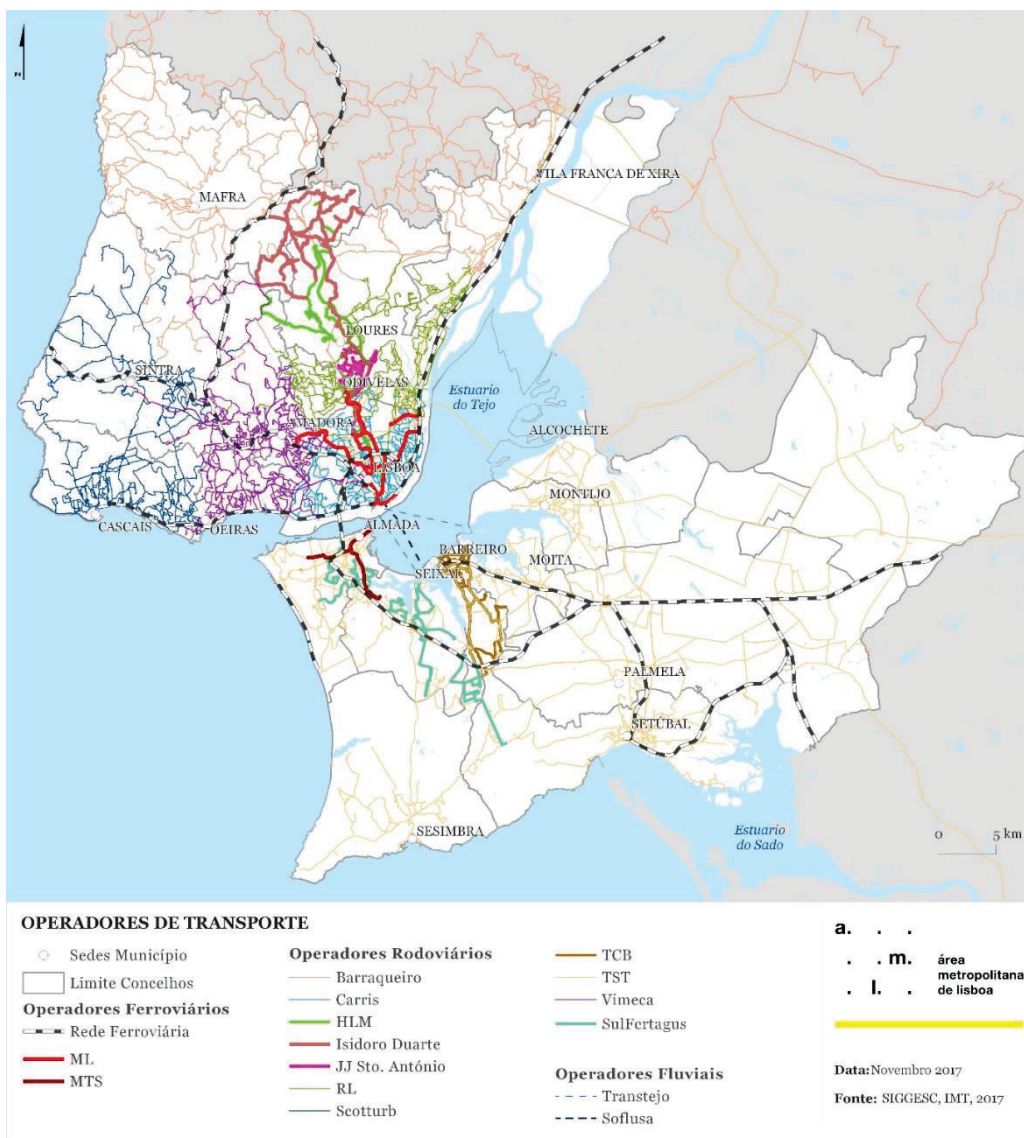 z
MAFRA
VILA FRANCA DE XIRA
LOURES
SINTRA
ODIVELAS
Estuario
do Tejo
AMADORA
ALCOCHETE
LISBOA
MONTIJO
CASCAIS
OEIRAS
ALMADA
BARREIRO
MOITA
SEIXAL
PALMELA
SETÚBAL
SESIMBRA
Estuario
do Sado
0 5 km
OPERADORES DE TRANSPORTE
Sedes Município
Limite Concelhos
Operadores Ferroviários
Rede Ferroviária
ML
MTS
Operadores Rodoviários
Barraqueiro
Carris
HLM
Isidoro Duarte
JJ Sto. António
RL
Scotturb
TCB
TST
Vimeca
SulFertagus
Operadores Fluviais
Transtejo
Soflusa
a. . .
. . m. área
metropolitana
. l. . de lisboa
Data:Novembro 2017
Fonte: SIGGESC, IMT, 2017